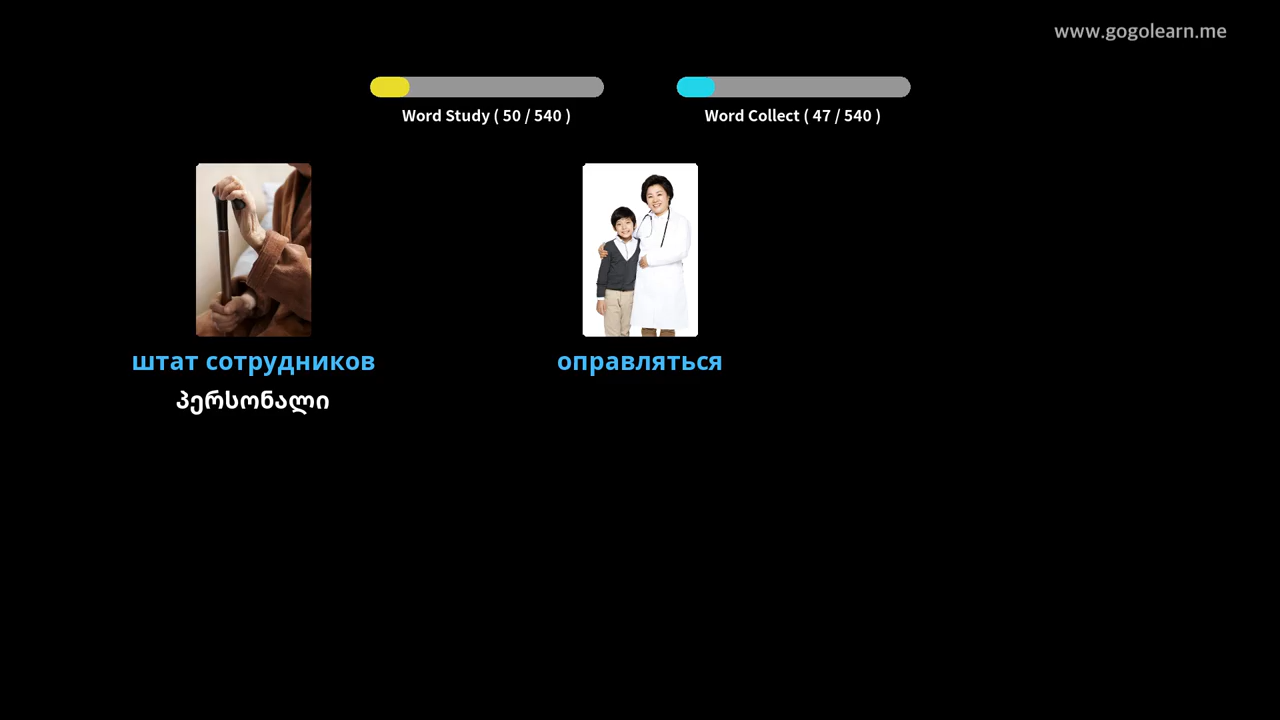 www.gogolearn.me
Word Study ( 50 / 540 )
Word Collect ( 47 / 540 )
штат сотрудников
оправляться
პერსონალი